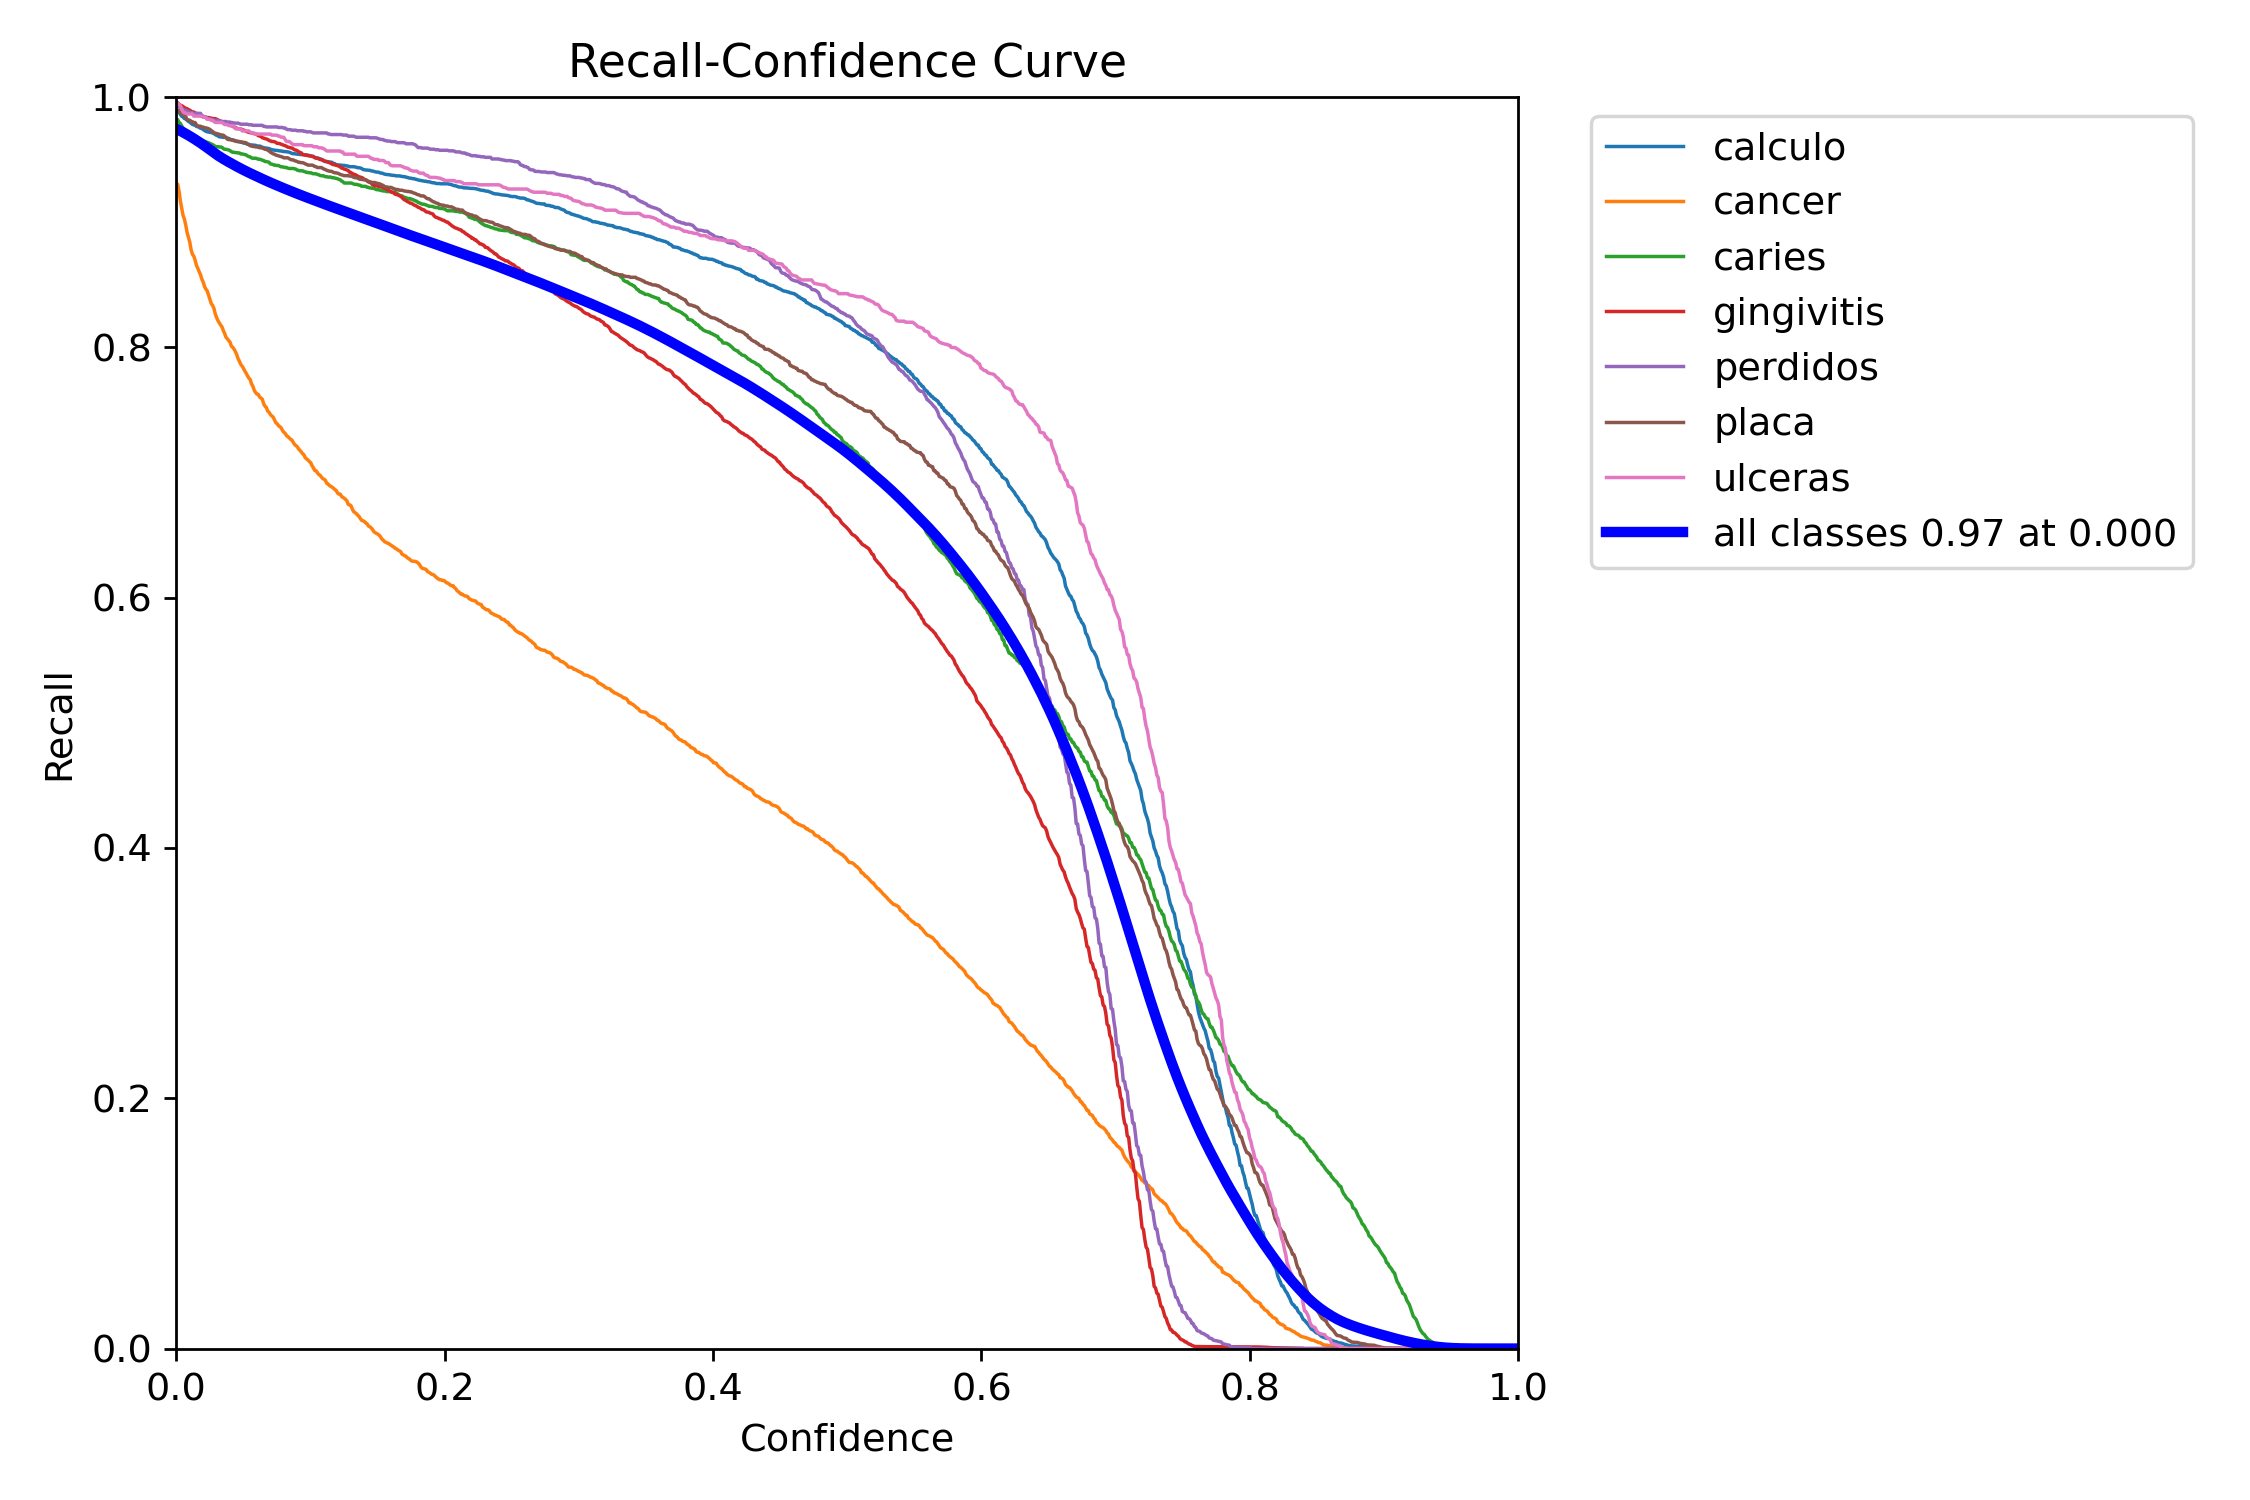 Recall-Confidence Curve
1.0
0.8
0.6
0.4
0.2
0.0
Recall
0.0 0.2 0.4 0.6 0.8 1.0
Confidence
calculo
cancer
caries
gingivitis
perdidos
placa
ulceras
all classes 0.97 at 0.000